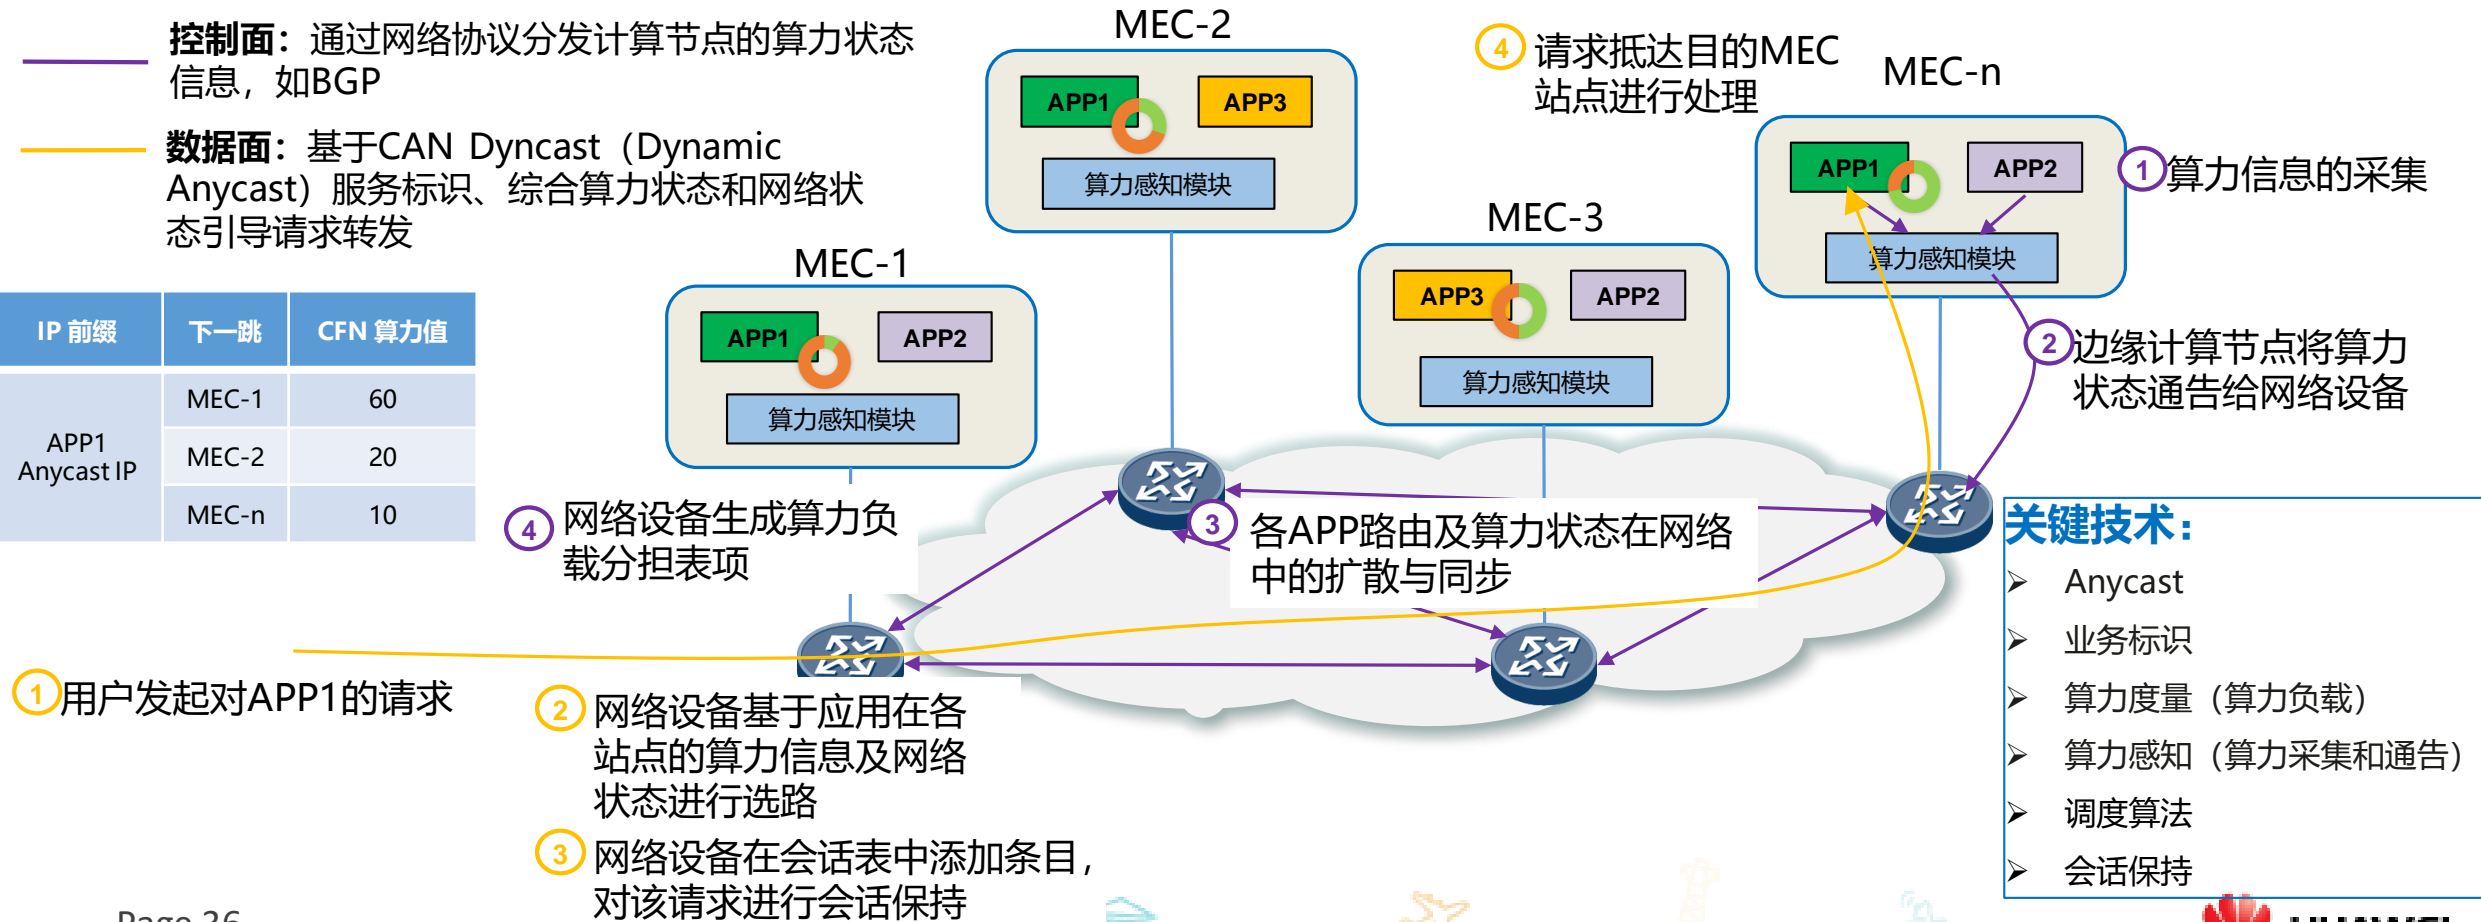 控制面：通过网络协议分发计算节点的算力状态
信息，如BGP
数据面：基于CAN Dyncast（Dynamic
Anycast）服务标识、综合算力状态和网络状
态引导请求转发
IP 前缀
下一跳
CFN 算力值
APP1
Anycast IP
MEC-1
60
MEC-2
20
MEC-n
10
MEC-2
APP1
APP3
算力感知模块
MEC-1
APP1
APP2
算力感知模块
MEC-3
APP3
APP2
算力感知模块
4
请求抵达目的MEC
站点进行处理
MEC-n
APP1
APP2
算力感知模块
1
算力信息的采集
2
边缘计算节点将算力
状态通告给网络设备
3
各APP路由及算力状态在网络
中的扩散与同步
4
网络设备生成算力负
载分担表项
1
用户发起对APP1的请求
2
网络设备基于应用在各
站点的算力信息及网络
状态进行选路
3
网络设备在会话表中添加条目，
对该请求进行会话保持
关键技术：
➢ Anycast
➢ 业务标识
➢ 算力度量（算力负载）
➢ 算力感知（算力采集和通告）
➢ 调度算法
➢ 会话保持
Page 26
HUAWEI